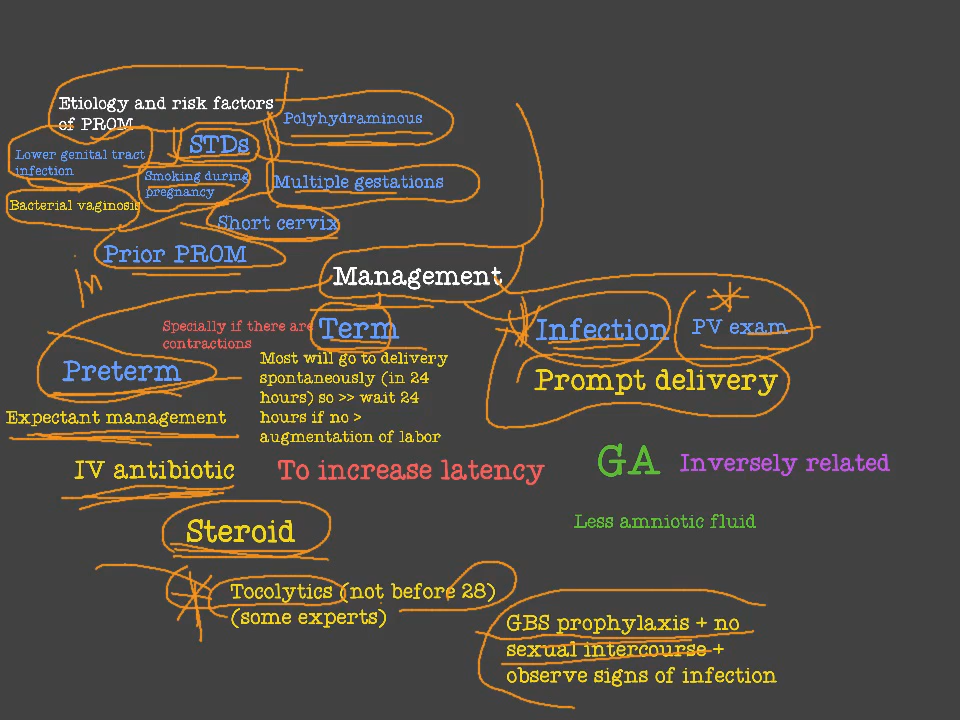 Etiology and risk factors
of PROM
Polyhydraminous
STDs
Lower genital tract
infection
Smoking during
pregnancy
Multiple gestations
Bacterial vaginosis
Short cervix
Prior PROM
In
Management
Specially if there are
contractions
Term
Infection
PV exam
Preterm
Most will go to delivery
spontaneously (in 24
hours) so >> wait 24
hours if no >
augmentation of labor
Prompt delivery
Expectant management
IV antibiotic
To increase latency
GA
Inversely related
Steroid
Less amniotic fluid
Tocolytics (not before 28)
(some experts)
GBS prophylaxis + no
sexual intercourse +
observe signs of infection